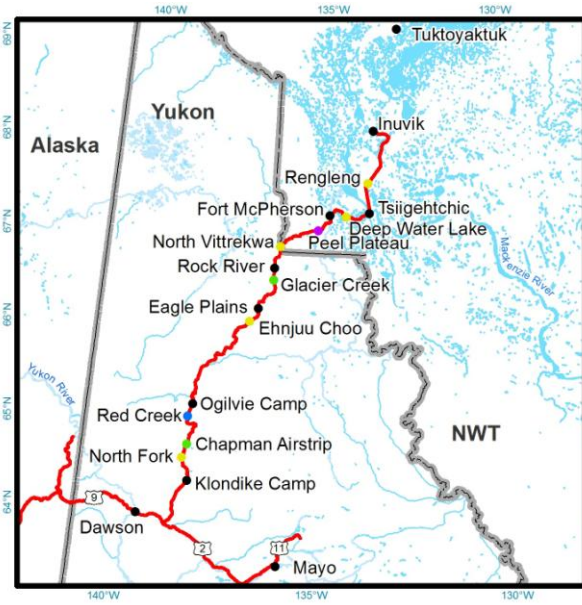 140°W
135°W
130°W
69°N
Tuktoyaktuk
Yukon
68°N
Inuvik
Alaska
Rengleng
Fort McPherson
Tsiigehtchic
67°N
Deep Water Lake
North Vittrekwa
Peel Plateau
Rock River
Mackenzie River
Glacier Creek
66°N
Eagle Plains
Ehnjuu Choo
Yukon River
65°N
Ogilvie Camp
Red Creek
NWT
Chapman Airstrip
North Fork
Klondike Camp
64°N
9
Dawson
2
11
Mayo
140°W
135°W
130°W